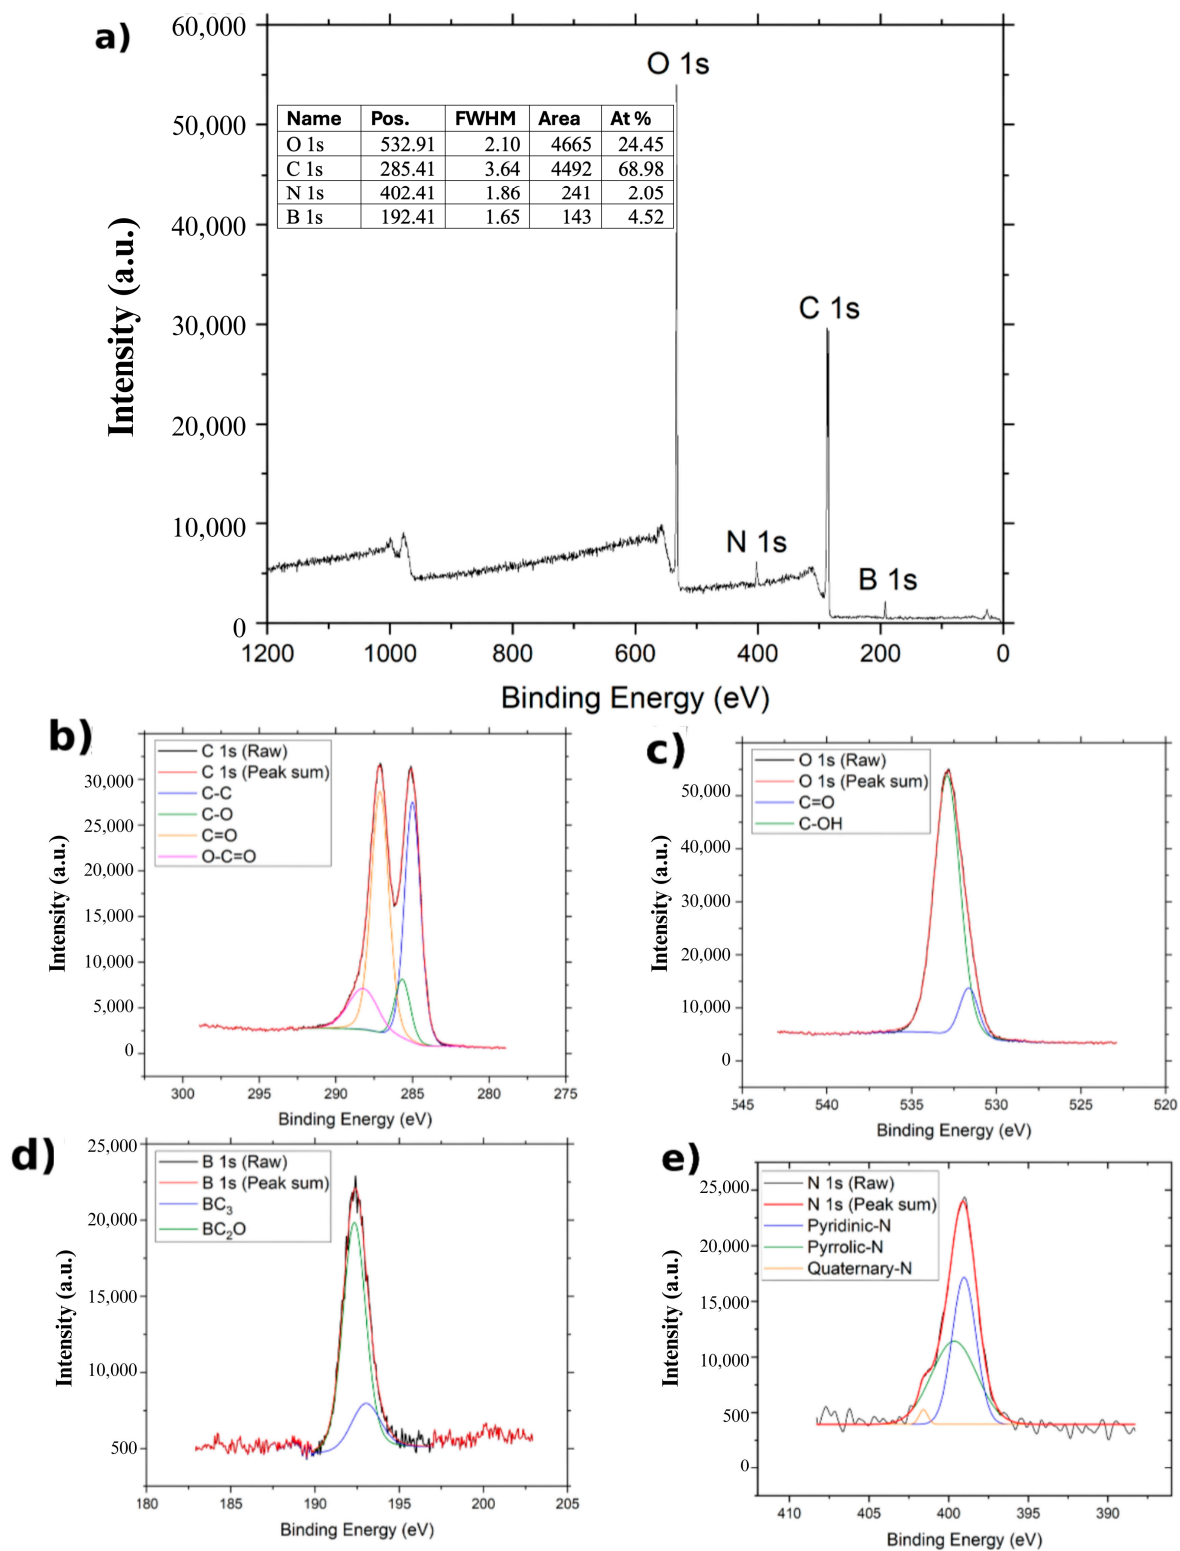 a)
60,000
50,000
40,000
30,000
20,000
10,000
0
Intensity (a.u.)
O 1s
C 1s
N 1s
B 1s
Name Pos. FWHM Area At %
O 1s 532.91 2.10 4665 24.45
C 1s 285.41 3.64 4492 68.98
N 1s 402.41 1.86 241 2.05
B 1s 192.41 1.65 143 4.52
1200 1000 800 600 400 200 0
Binding Energy (eV)
b)
C 1s (Raw)
C 1s (Peak sum)
C-C
C-O
C=O
O-C=O
30,000
25,000
20,000
15,000
10,000
5,000
0
Intensity (a.u.)
300 295 290 285 280 275
Binding Energy (eV)
c)
O 1s (Raw)
O 1s (Peak sum)
C=O
C-OH
50,000
40,000
30,000
20,000
10,000
0
Intensity (a.u.)
545 540 535 530 525 520
Binding Energy (eV)
d)
B 1s (Raw)
B 1s (Peak sum)
BC3
BC2O
25,000
20,000
15,000
10,000
500
Intensity (a.u.)
180 185 190 195 200 205
Binding Energy (eV)
e)
N 1s (Raw)
N 1s (Peak sum)
Pyridinic-N
Pyrrolic-N
Quaternary-N
25,000
20,000
15,000
10,000
500
0
Intensity (a.u.)
410 405 400 395 390
Binding Energy (eV)